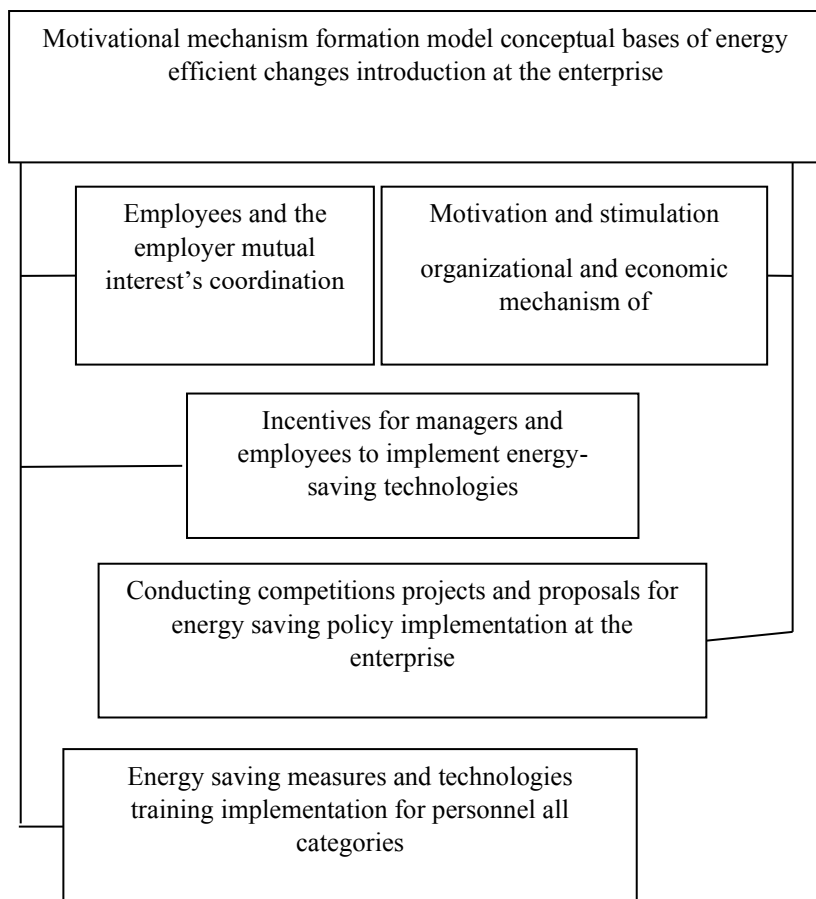 Motivational mechanism formation model conceptual bases of energy
efficient changes introduction at the enterprise
Employees and the
employer mutual
interest’s coordination
Motivation and stimulation
organizational and economic
mechanism of
Incentives for managers and
employees to implement energy-
saving technologies
Conducting competitions projects and proposals for
energy saving policy implementation at the
enterprise
Energy saving measures and technologies
training implementation for personnel all
categories